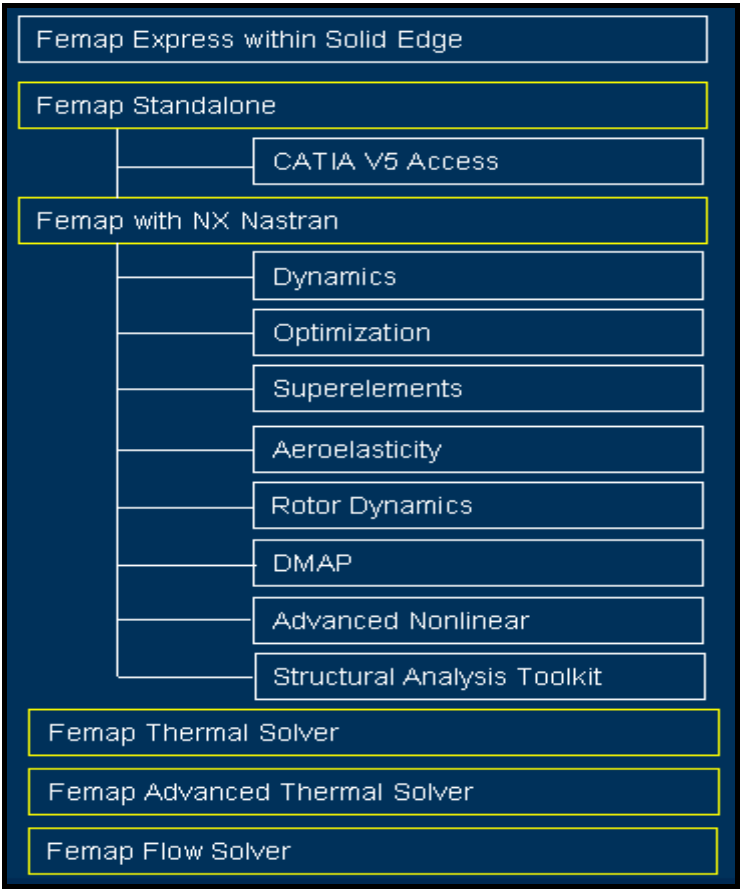 Femap Express within Solid Edge
Femap Standalone
CATIA V5 Access
Femap with NX Nastran
Dynamics
Optimization
Superelements
Aeroelasticity
Rotor Dynamics
DMAP
Advanced Nonlinear
Structural Analysis Toolkit
Femap Thermal Solver
Femap Advanced Thermal Solver
Femap Flow Solver